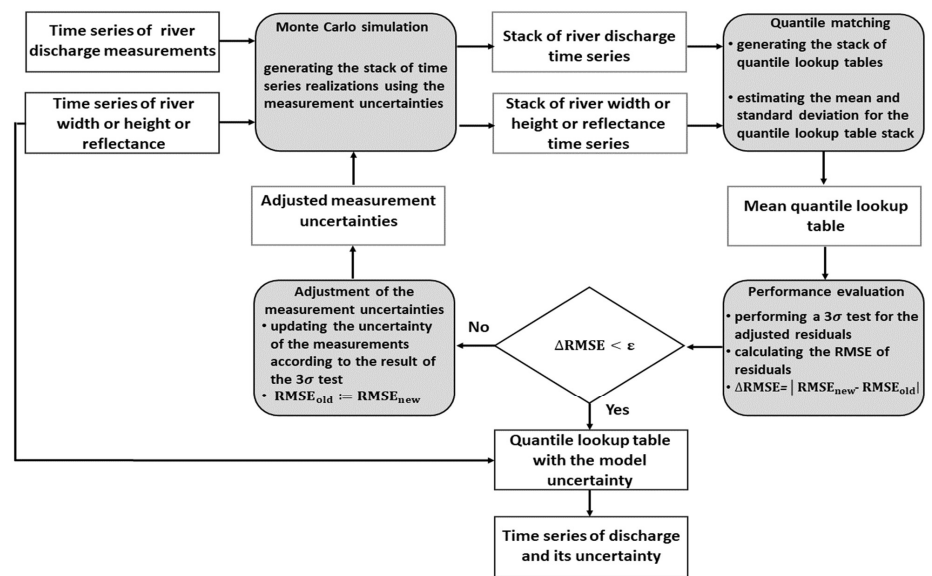 Time series of river
discharge measurements
Monte Carlo simulation
generating the stack of time
series realizations using the
measurement uncertainties
Stack of river discharge
time series
Quantile matching
• generating the stack of
quantile lookup tables
• estimating the mean and
standard deviation for the
quantile lookup table stack
Time series of river
width or height or
reflectance
Stack of river width or
height or reflectance
time series
Adjusted measurement
uncertainties
Mean quantile lookup
table
Adjustment of the
measurement uncertainties
• updating the uncertainty
of the measurements
according to the result of
the 3σ test
• RMSE_old := RMSE_new
No
ΔRMSE < ε
Performance evaluation
• performing a 3σ test for the
adjusted residuals
• calculating the RMSE of
residuals
• ΔRMSE=| RMSE_new- RMSE_old|
Yes
Quantile lookup table
with the model
uncertainty
Time series of discharge
and its uncertainty